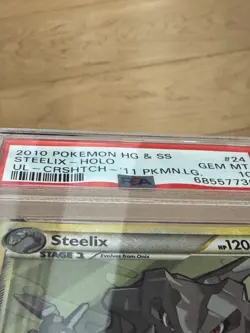 2010 POKEMON HG & SS #24
STEELIX - HOLO GEM MT
UL - CRSHTCH - '11 PKMN.LG. 10
Steelix HP120
STAGE 2 Evolves from Onix